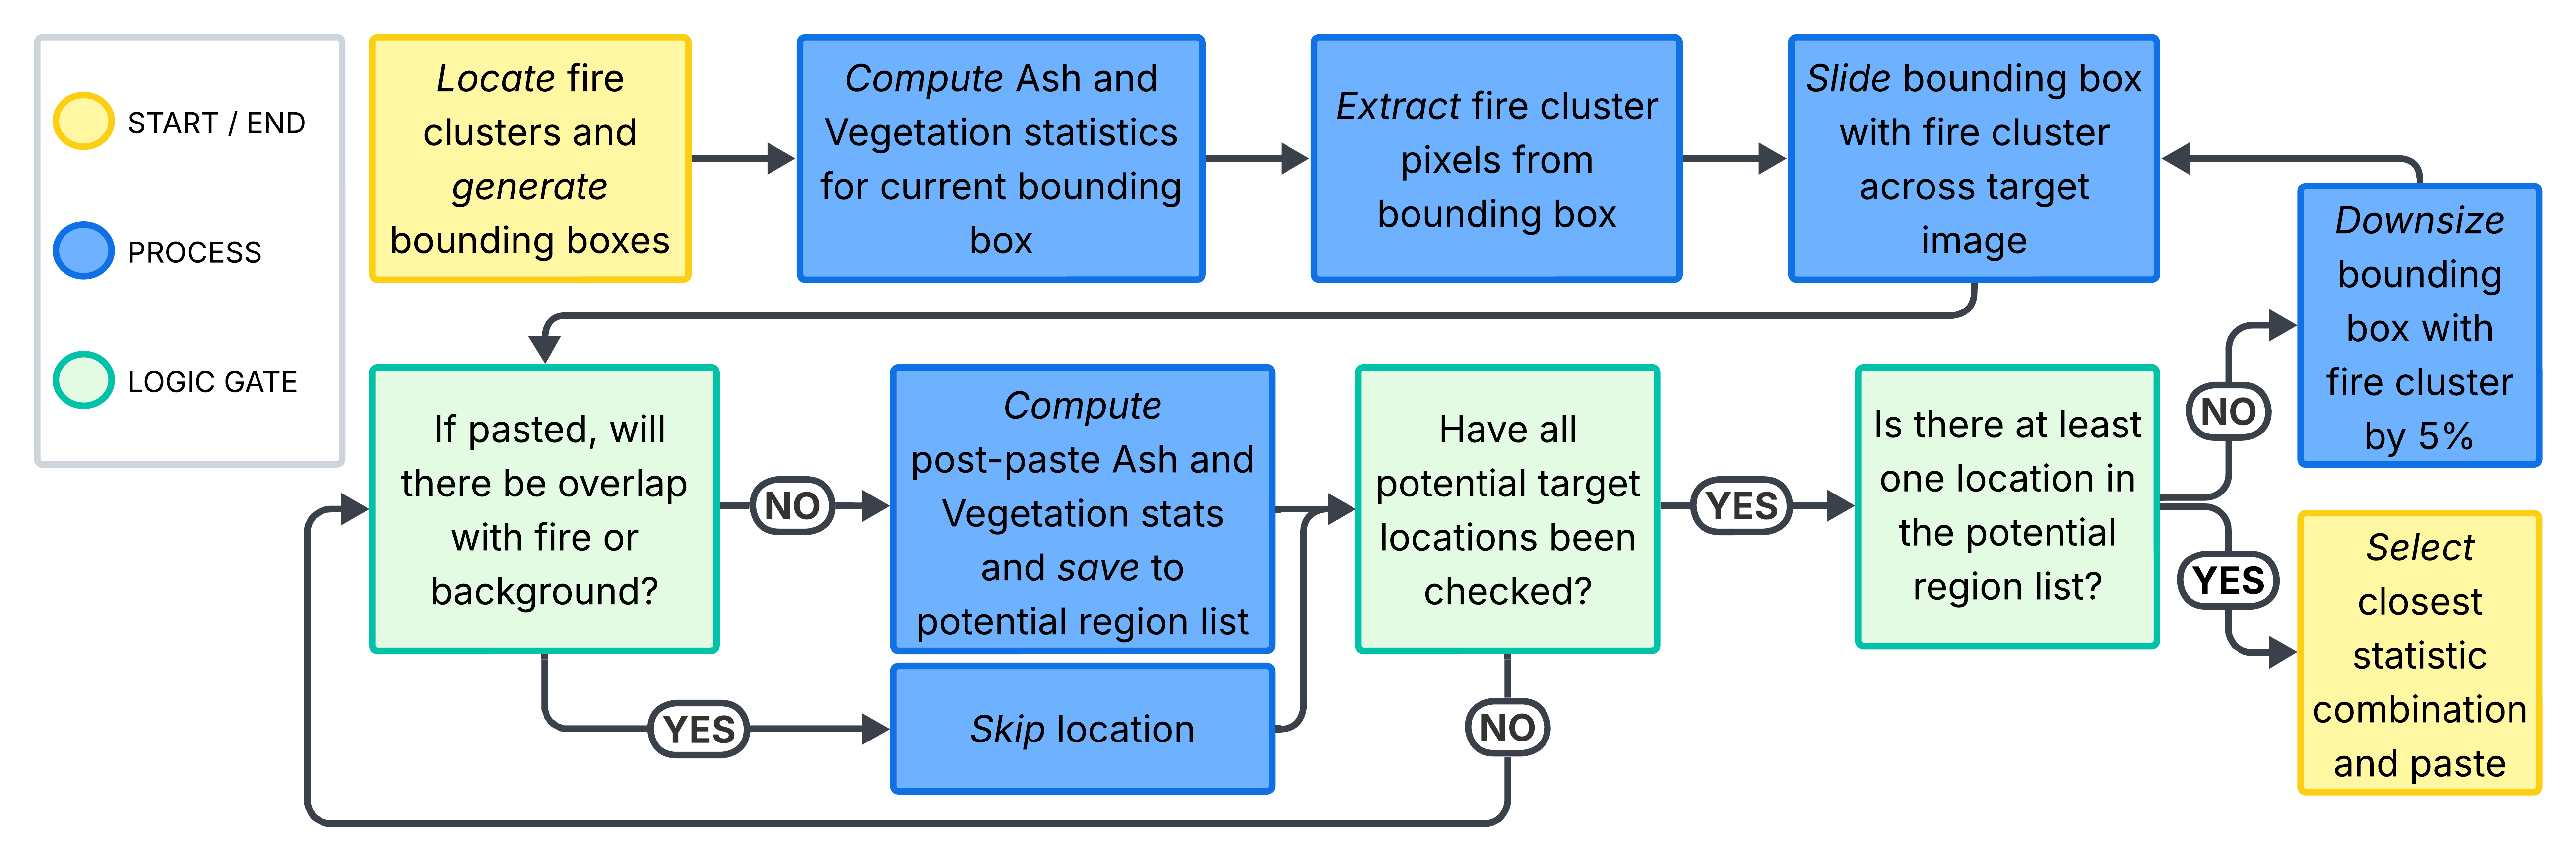 START / END
PROCESS
LOGIC GATE
Locate fire
clusters and
generate
bounding boxes
Compute Ash and
Vegetation statistics
for current bounding
box
Extract fire cluster
pixels from
bounding box
Slide bounding box
with fire cluster
across target
image
Downsize
bounding
box with
fire cluster
by 5%
If pasted, will
there be overlap
with fire or
background?
NO
YES
Compute
post-paste Ash and
Vegetation stats
and save to
potential region list
Skip location
Have all
potential target
locations been
checked?
YES
NO
Is there at least
one location in
the potential
region list?
NO
YES
Select
closest
statistic
combination
and paste